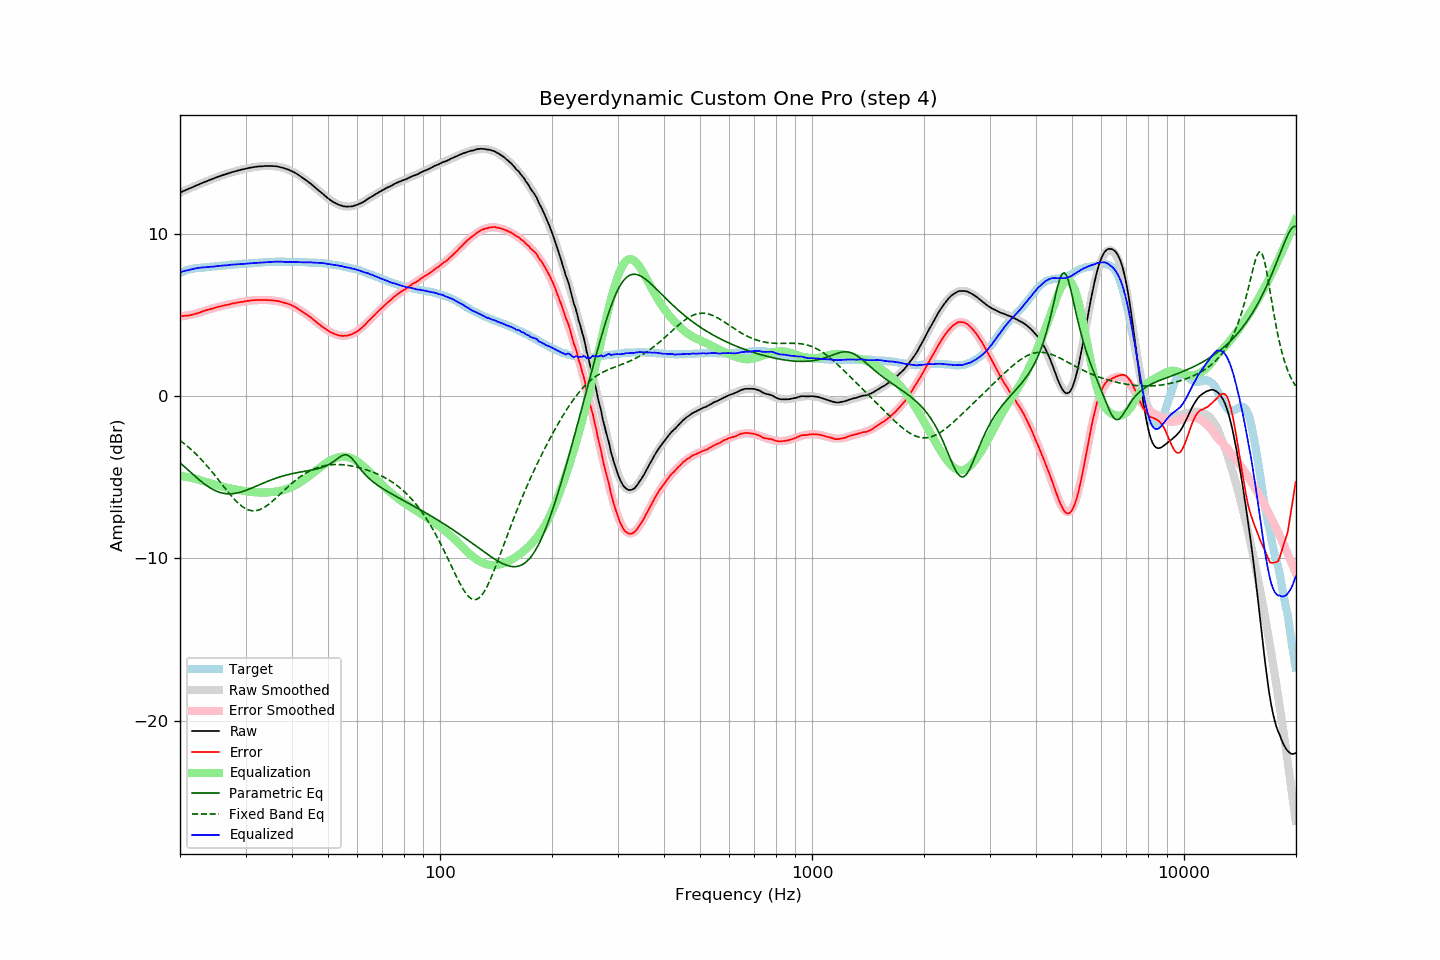 Beyerdynamic Custom One Pro (step 4)
Amplitude (dBr)
10
0
−10
−20
Target
Raw Smoothed
Error Smoothed
Raw
Error
Equalization
Parametric Eq
Fixed Band Eq
Equalized
100
1000
10000
Frequency (Hz)